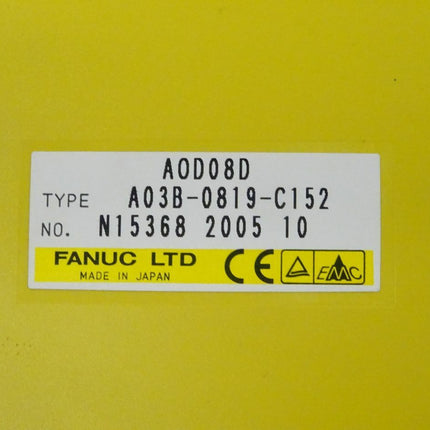 AOD08D
TYPE A03B-0819-C152
NO. N15368 2005 10
FANUC LTD CE EMC
MADE IN JAPAN